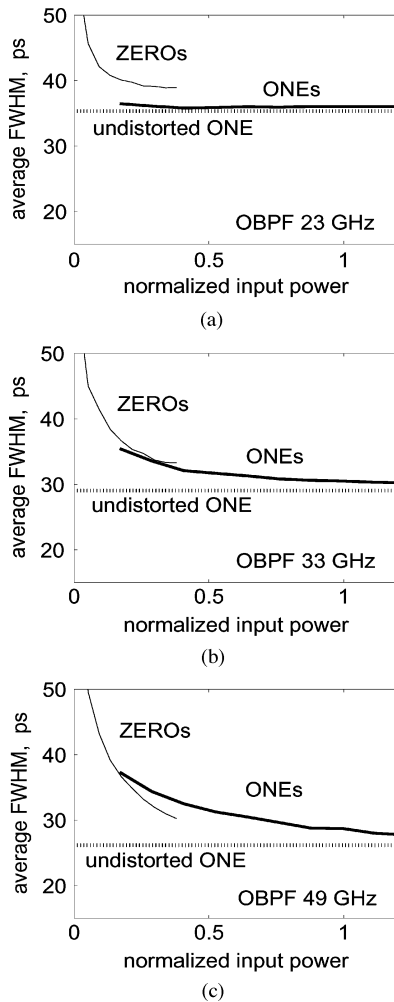 average FWHM, ps
50
40
30
20
ZEROs
ONEs
undistorted ONE
OBPF 23 GHz
0 0.5 1
normalized input power
(a)
average FWHM, ps
50
40
30
20
ZEROs
ONEs
undistorted ONE
OBPF 33 GHz
0 0.5 1
normalized input power
(b)
average FWHM, ps
50
40
30
20
ZEROs
ONEs
undistorted ONE
OBPF 49 GHz
0 0.5 1
normalized input power
(c)